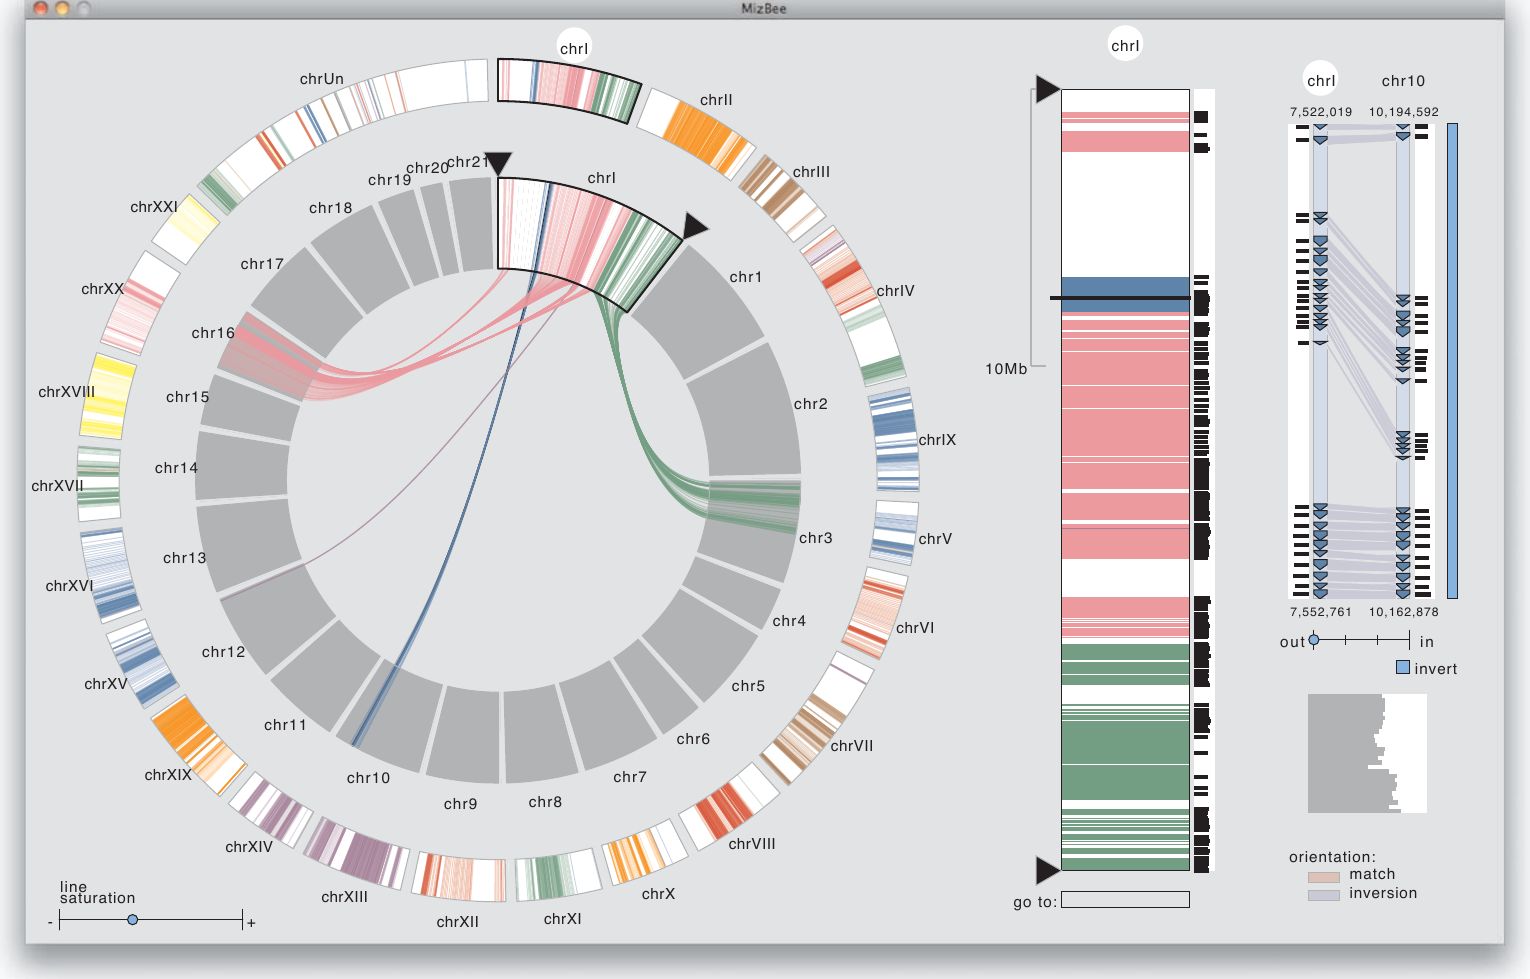 MizBee
chrI
chrII
chrIII
chrIV
chrIX
chrV
chrVI
chrVII
chrVIII
chrX
chrXI
chrXII
chrXIII
chrXIV
chrXIX
chrXV
chrXVI
chrXVII
chrXVIII
chrXX
chrXXI
chrUn
chrI
chr1
chr2
chr3
chr4
chr5
chr6
chr7
chr8
chr9
chr10
chr11
chr12
chr13
chr14
chr15
chr16
chr17
chr18
chr19
chr20
chr21
line
saturation
- +
chrI
10Mb
go to:
chrI chr10
7,522,019 10,194,592
7,552,761 10,162,878
out in
invert
orientation:
match
inversion